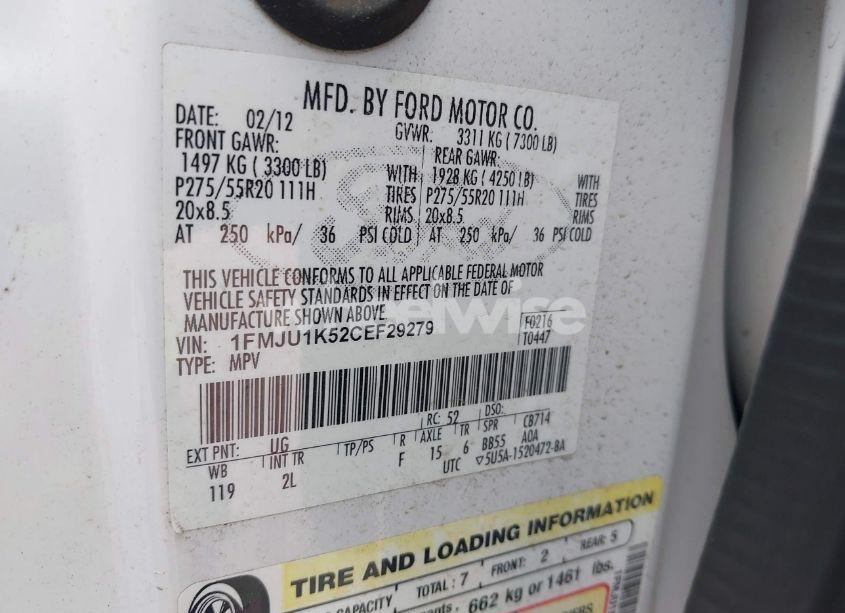 MFD. BY FORD MOTOR CO.
DATE: 02/12 GVWR: 3311 KG (7300 LB)
FRONT GAWR: REAR GAWR:
1497 KG (3300 LB) WITH 1928 KG (4250 LB) WITH
P275/55R20 111H TIRES P275/55R20 111H TIRES
20x8.5 RIMS 20x8.5 RIMS
AT 250 kPa/ 36 PSI COLD AT 250 kPa/ 36 PSI COLD
THIS VEHICLE CONFORMS TO ALL APPLICABLE FEDERAL MOTOR
VEHICLE SAFETY STANDARDS IN EFFECT ON THE DATE OF
MANUFACTURE SHOWN ABOVE.
VIN: 1FMJU1K52CEF29279 F0216
TYPE: MPV T0447
RC: 52 DSO:
EXT PNT: UG TP/PS R AXLE TR SPR CB714
WB INT TR F 15 6 BB55 AOA
119 2L UTC ▽5U5A-1520472-BA
TIRE AND LOADING INFORMATION
CAPACITY TOTAL: 7 FRONT: 2 REAR: 5
662 kg or 1461 lbs.